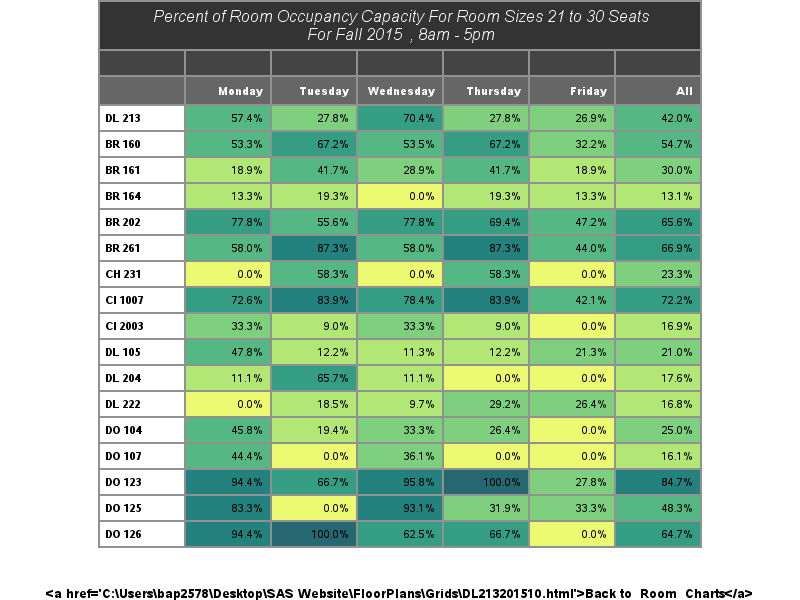 Percent of Room Occupancy Capacity For Room Sizes 21 to 30 Seats
For Fall 2015 , 8am - 5pm
Monday Tuesday Wednesday Thursday Friday All
DL 213 57.4% 27.8% 70.4% 27.8% 26.9% 42.0%
BR 160 53.3% 67.2% 53.5% 67.2% 32.2% 54.7%
BR 161 18.9% 41.7% 28.9% 41.7% 18.9% 30.0%
BR 164 13.3% 19.3% 0.0% 19.3% 13.3% 13.1%
BR 202 77.8% 55.6% 77.8% 69.4% 47.2% 65.6%
BR 261 58.0% 87.3% 58.0% 87.3% 44.0% 66.9%
CH 231 0.0% 58.3% 0.0% 58.3% 0.0% 23.3%
CI 1007 72.6% 83.9% 78.4% 83.9% 42.1% 72.2%
CI 2003 33.3% 9.0% 33.3% 9.0% 0.0% 16.9%
DL 105 47.8% 12.2% 11.3% 12.2% 21.3% 21.0%
DL 204 11.1% 65.7% 11.1% 0.0% 0.0% 17.6%
DL 222 0.0% 18.5% 9.7% 29.2% 26.4% 16.8%
DO 104 45.8% 19.4% 33.3% 26.4% 0.0% 25.0%
DO 107 44.4% 0.0% 36.1% 0.0% 0.0% 16.1%
DO 123 94.4% 66.7% 95.8% 100.0% 27.8% 84.7%
DO 125 83.3% 0.0% 93.1% 31.9% 33.3% 48.3%
DO 126 94.4% 100.0% 62.5% 66.7% 0.0% 64.7%
<a href='C:\Users\bap2578\Desktop\SAS Website\FloorPlans\Grids\DL213201510.html'>Back to Room Charts</a>